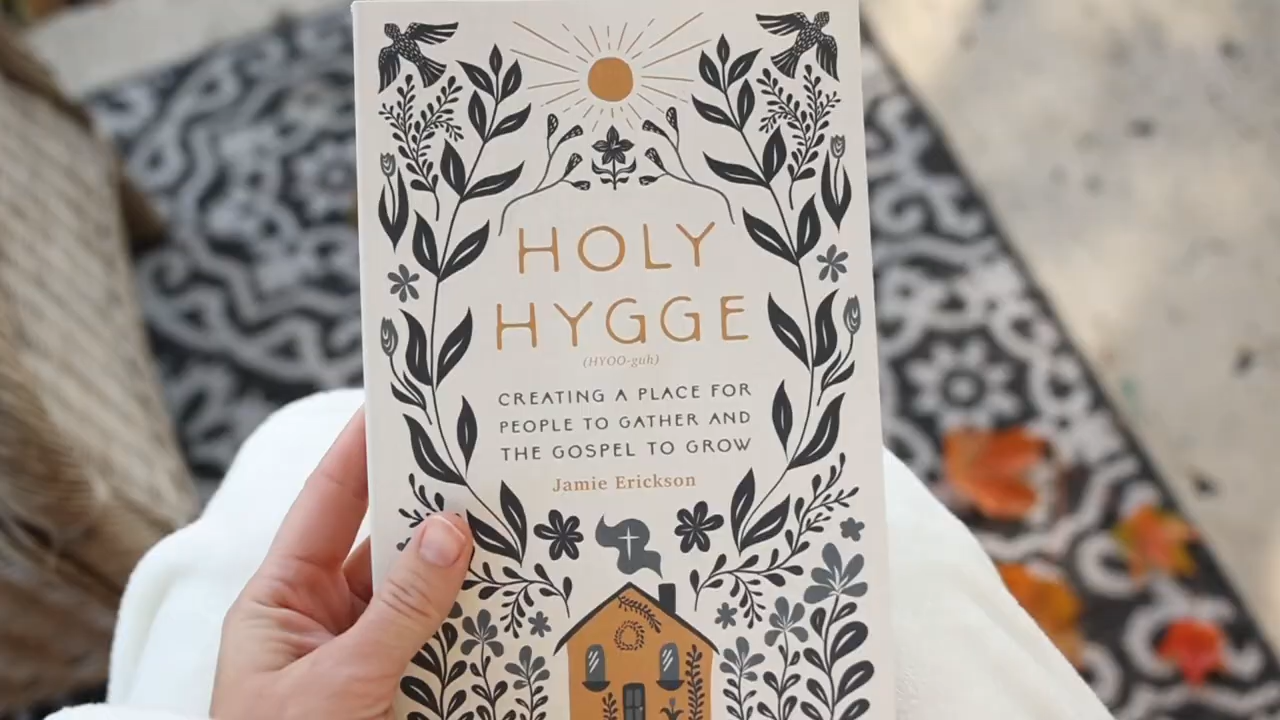 HOLY
HYGGE
(HYOO-guh)
CREATING A PLACE FOR
PEOPLE TO GATHER AND
THE GOSPEL TO GROW
Jamie Erickson